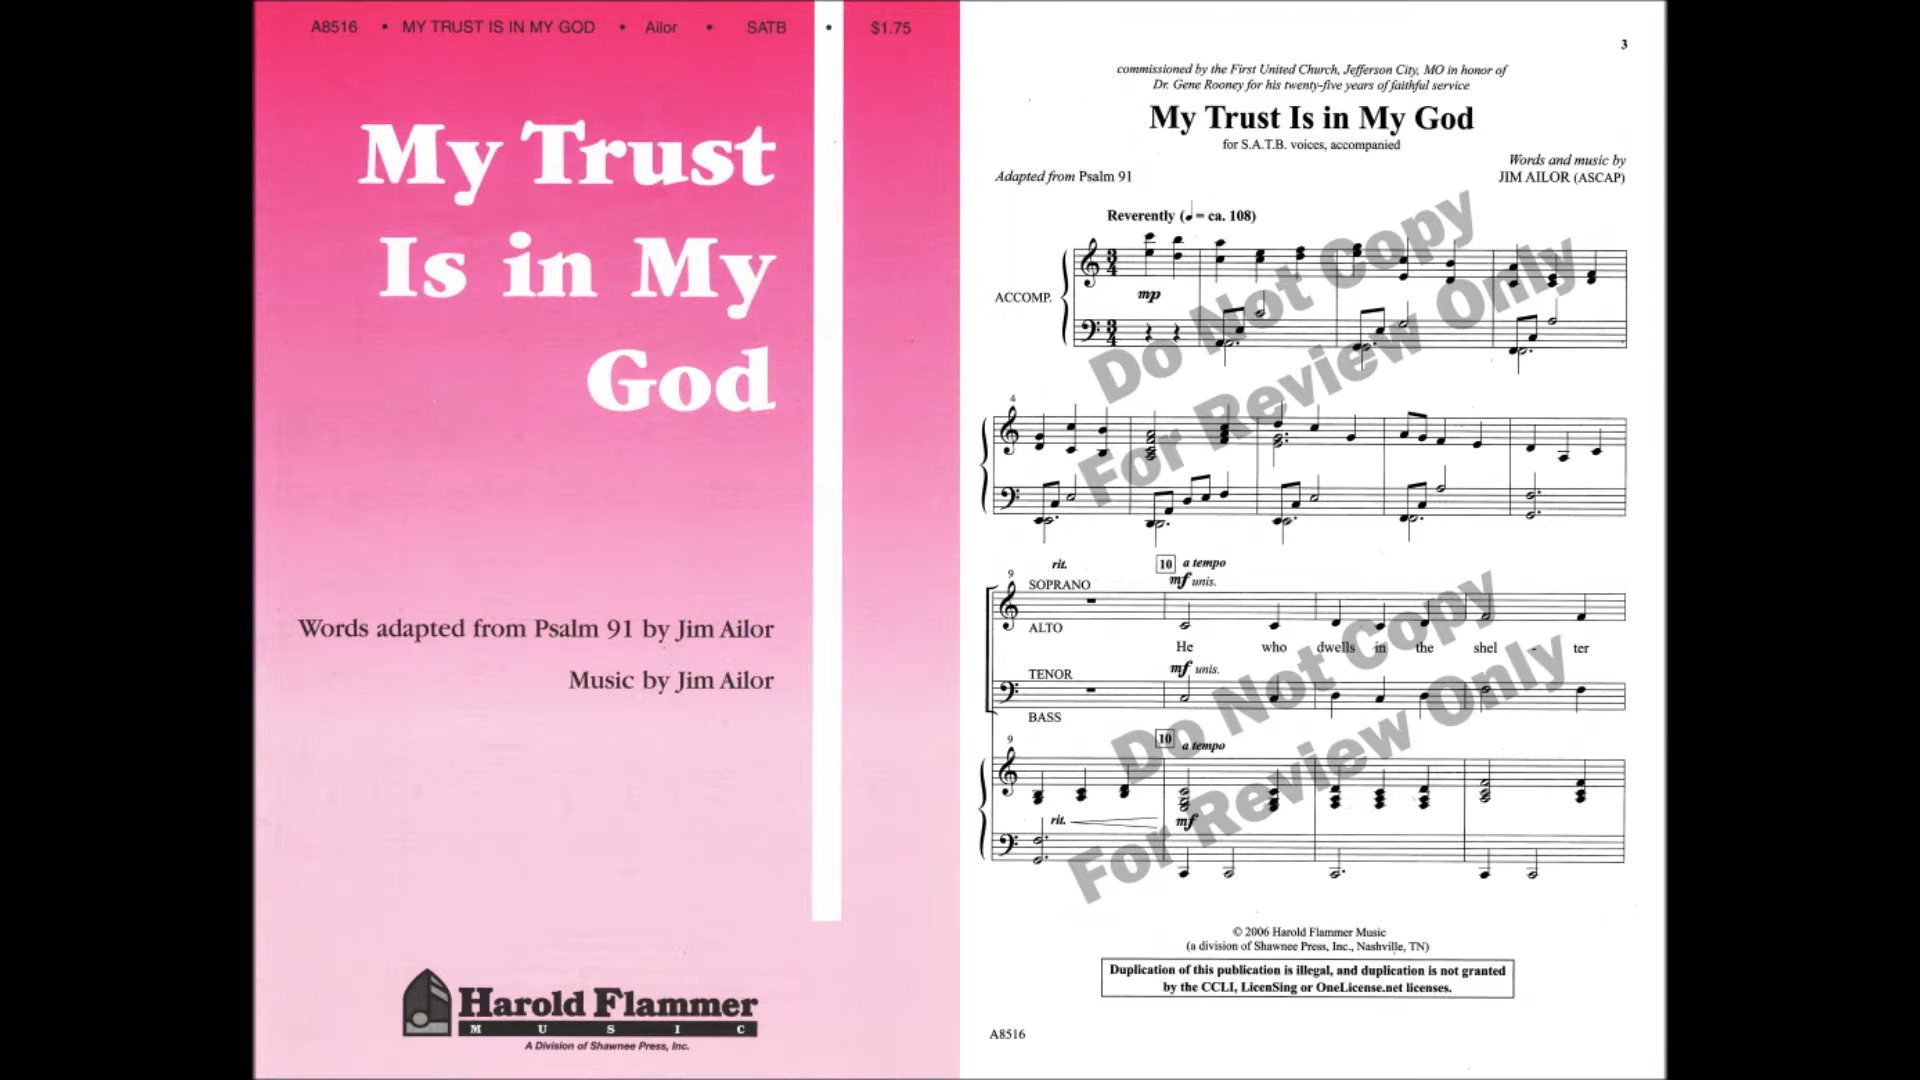 A8516 • MY TRUST IS IN MY GOD • Ailor • SATB • $1.75
My Trust
Is in My
God
Words adapted from Psalm 91 by Jim Ailor
Music by Jim Ailor
Harold Flammer
MUSIC
A Division of Shawnee Press, Inc.
3
commissioned by the First United Church, Jefferson City, MO in honor of
Dr. Gene Rooney for his twenty-five years of faithful service
My Trust Is in My God
for S.A.T.B. voices, accompanied
Words and music by
Adapted from Psalm 91
JIM AILOR (ASCAP)
Reverently (♩= ca. 108)
3 4
ACCOMP.
mp
3 4
Do Not Copy
For Review Only
4
rit.
10 a tempo
9
SOPRANO
mf unis.
ALTO
He who dwells in the shel - ter
TENOR
mf unis.
BASS
Do Not Copy
For Review Only
9
10 a tempo
rit.
mf
© 2006 Harold Flammer Music
(a division of Shawnee Press, Inc., Nashville, TN)
Duplication of this publication is illegal, and duplication is not granted
by the CCLI, LicenSing or OneLicense.net licenses.
A8516